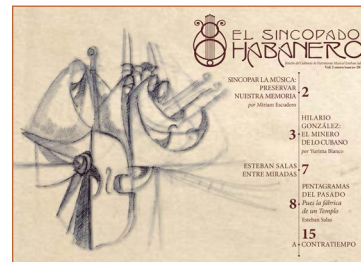 EL SINCOPADO
HABANERO
SINCOPAR LA MÚSICA:
PRESERVAR
NUESTRA MEMORIA
por Miriam Escudero
2
HILARIO
GONZÁLEZ:
EL MINERO
DE LO CUBANO
por Yurima Blanco
3
ESTEBAN SALAS
ENTRE MIRADAS
7
PENTAGRAMAS
DEL PASADO
Pues la fábrica
de un Templo
Esteban Salas
8
15
A CONTRATIEMPO